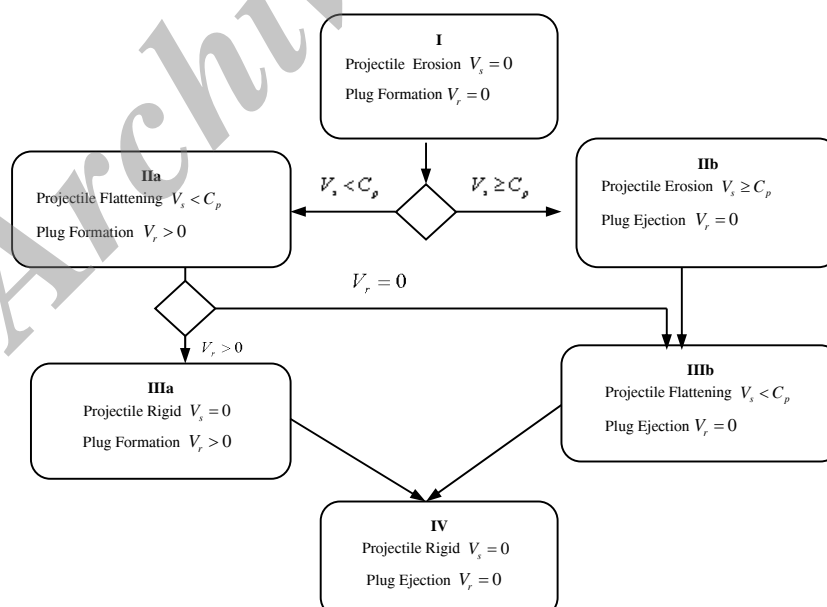 Archiv
I
Projectile Erosion V_s = 0
Plug Formation V_r = 0
IIa
Projectile Flattening V_s < C_p
Plug Formation V_r > 0
V_s < C_p
V_s ≥ C_p
IIb
Projectile Erosion V_s ≥ C_p
Plug Ejection V_r = 0
V_r = 0
V_r > 0
IIIa
Projectile Rigid V_s = 0
Plug Formation V_r > 0
IIIb
Projectile Flattening V_s < C_p
Plug Ejection V_r = 0
IV
Projectile Rigid V_s = 0
Plug Ejection V_r = 0